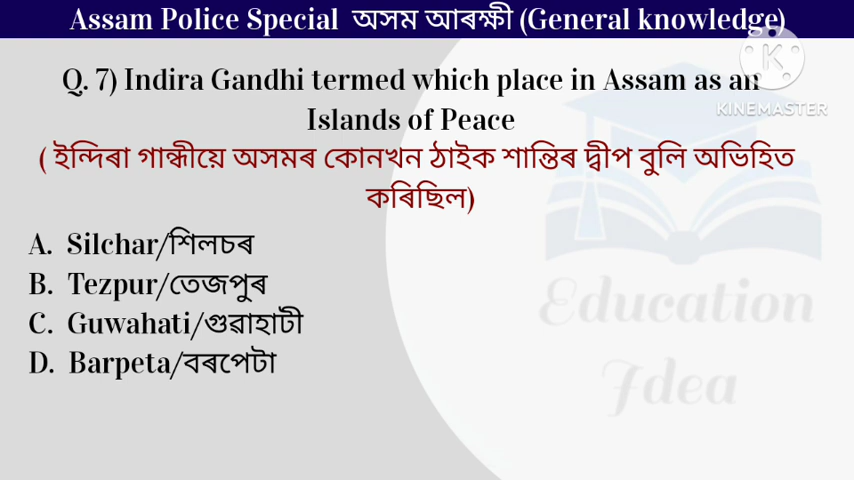 Assam Police Special অসম আৰক্ষী (General knowledge)
KINEMASTER
Q. 7) Indira Gandhi termed which place in Assam as an
Islands of Peace
( ইন্দিৰা গান্ধীয়ে অসমৰ কোনখন ঠাইক শান্তিৰ দ্বীপ বুলি অভিহিত
কৰিছিল)
A. Silchar/শিলচৰ
B. Tezpur/তেজপুৰ
C. Guwahati/গুৱাহাটী
D. Barpeta/বৰপেটা
Education
Idea